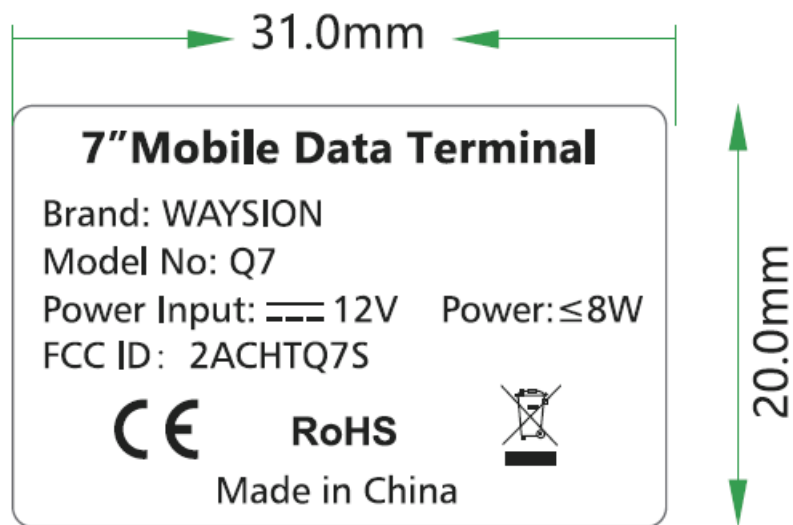 31.0mm
7″Mobile Data Terminal
Brand: WAYSION
Model No: Q7
Power Input: ⎓ 12V Power:≤8W
FCC ID: 2ACHTQ7S
CE RoHS
Made in China
20.0mm